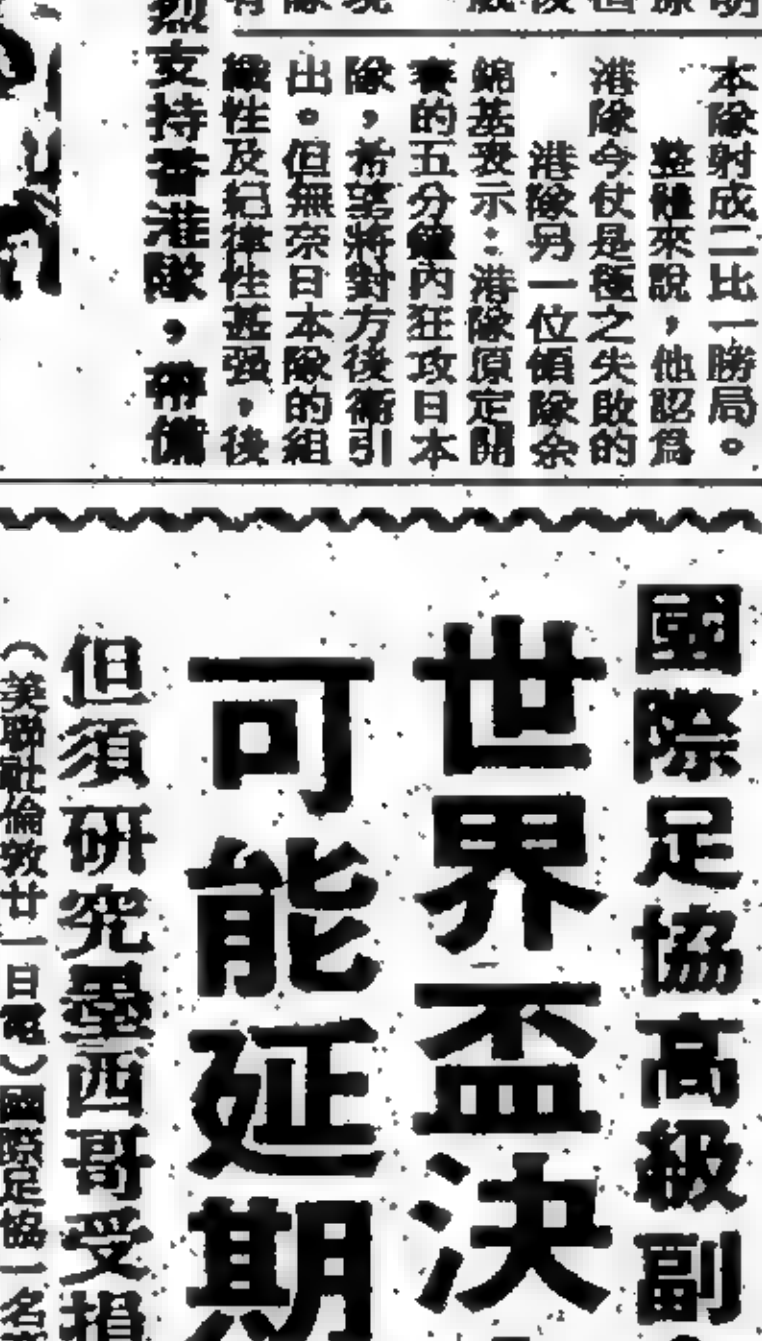 本隊射成二比一勝局。
整體來說，他認爲
港隊今仗是極之失敗的
港隊另一位領隊余
錦基表示：港隊原定開
賽的五分鐘內狂攻日本
隊，希望將對方後衛引
出。但無奈日本隊的組
織性及紀律性甚强，後
烈支持香港隊，帶備
國際足協高級副
世界盃決
可能延期
但須研究墨西哥受損
（美聯社倫敦廿一日電）國際足協一名